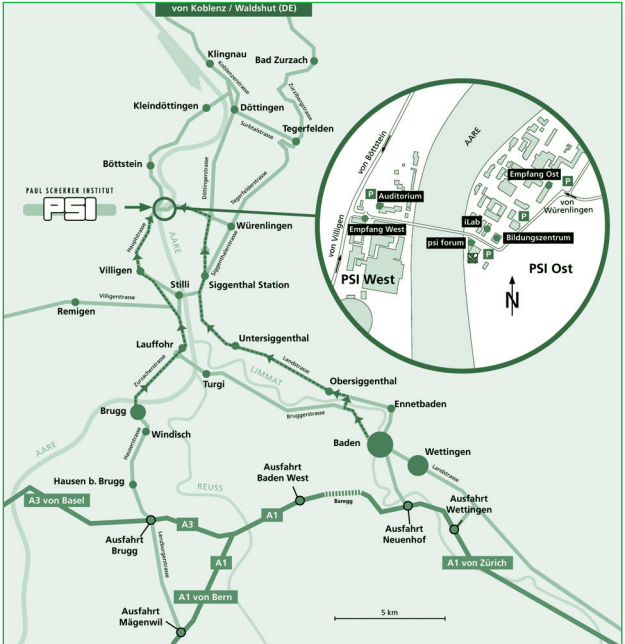 von Koblenz / Waldshut (DE)
Klingnau
Koblenzerstrasse
Bad Zurzach
Zurzibergstrasse
Kleindöttingen
Döttingen
Surbtalstrasse
Tegerfelden
Böttstein
Döttingerstrasse
Tegerfelderstrasse
PAUL SCHERRER INSTITUT
PSI
Hauptstrasse
AARE
Würenlingen
Siggenthalerstrasse
Villigen
Stilli
Siggenthal Station
Villigerstrasse
Remigen
Lauffohr
Untersiggenthal
Zurzacherstrasse
Landstrasse
LIMMAT
Turgi
Obersiggenthal
Ennetbaden
Bruggerstrasse
Brugg
Windisch
Baden
Wettingen
Landstrasse
AARE
Hauserstrasse
REUSS
Hausen b. Brugg
Ausfahrt
Baden West
Baregg
Ausfahrt
Wettingen
A3 von Basel
A3
A1
Ausfahrt
Brugg
Ausfahrt
Neuenhof
Lenzburgerstrasse
A1
A1 von Zürich
A1 von Bern
Ausfahrt
Mägenwil
5 km
von Böttstein
AARE
Empfang Ost
P
P
Auditorium
von
Würenlingen
iLab
P
Empfang West
Bildungszentrum
von Villigen
psi forum
P
PSI West
PSI Ost
N